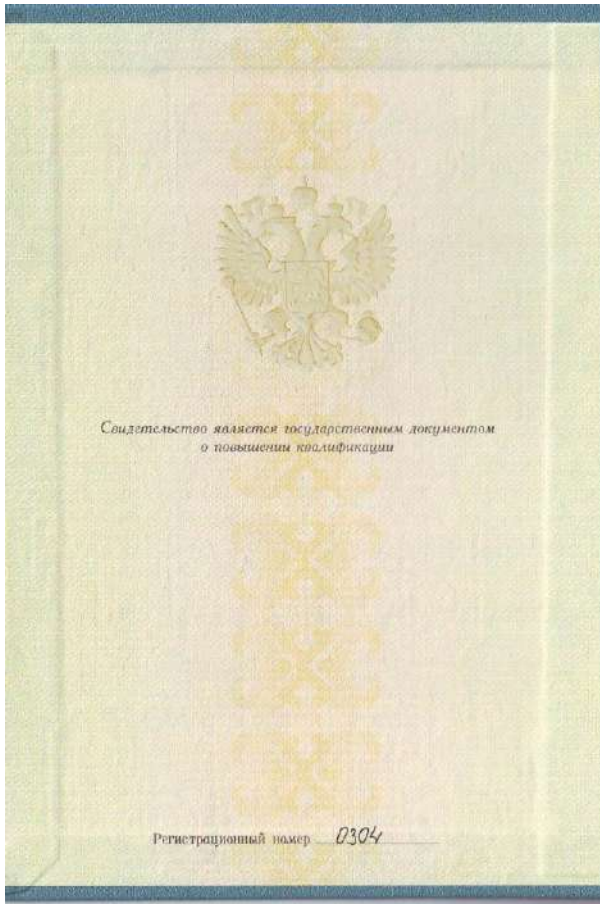 Свидетельство является государственным документом
о повышении квалификации
Регистрационный номер 0304